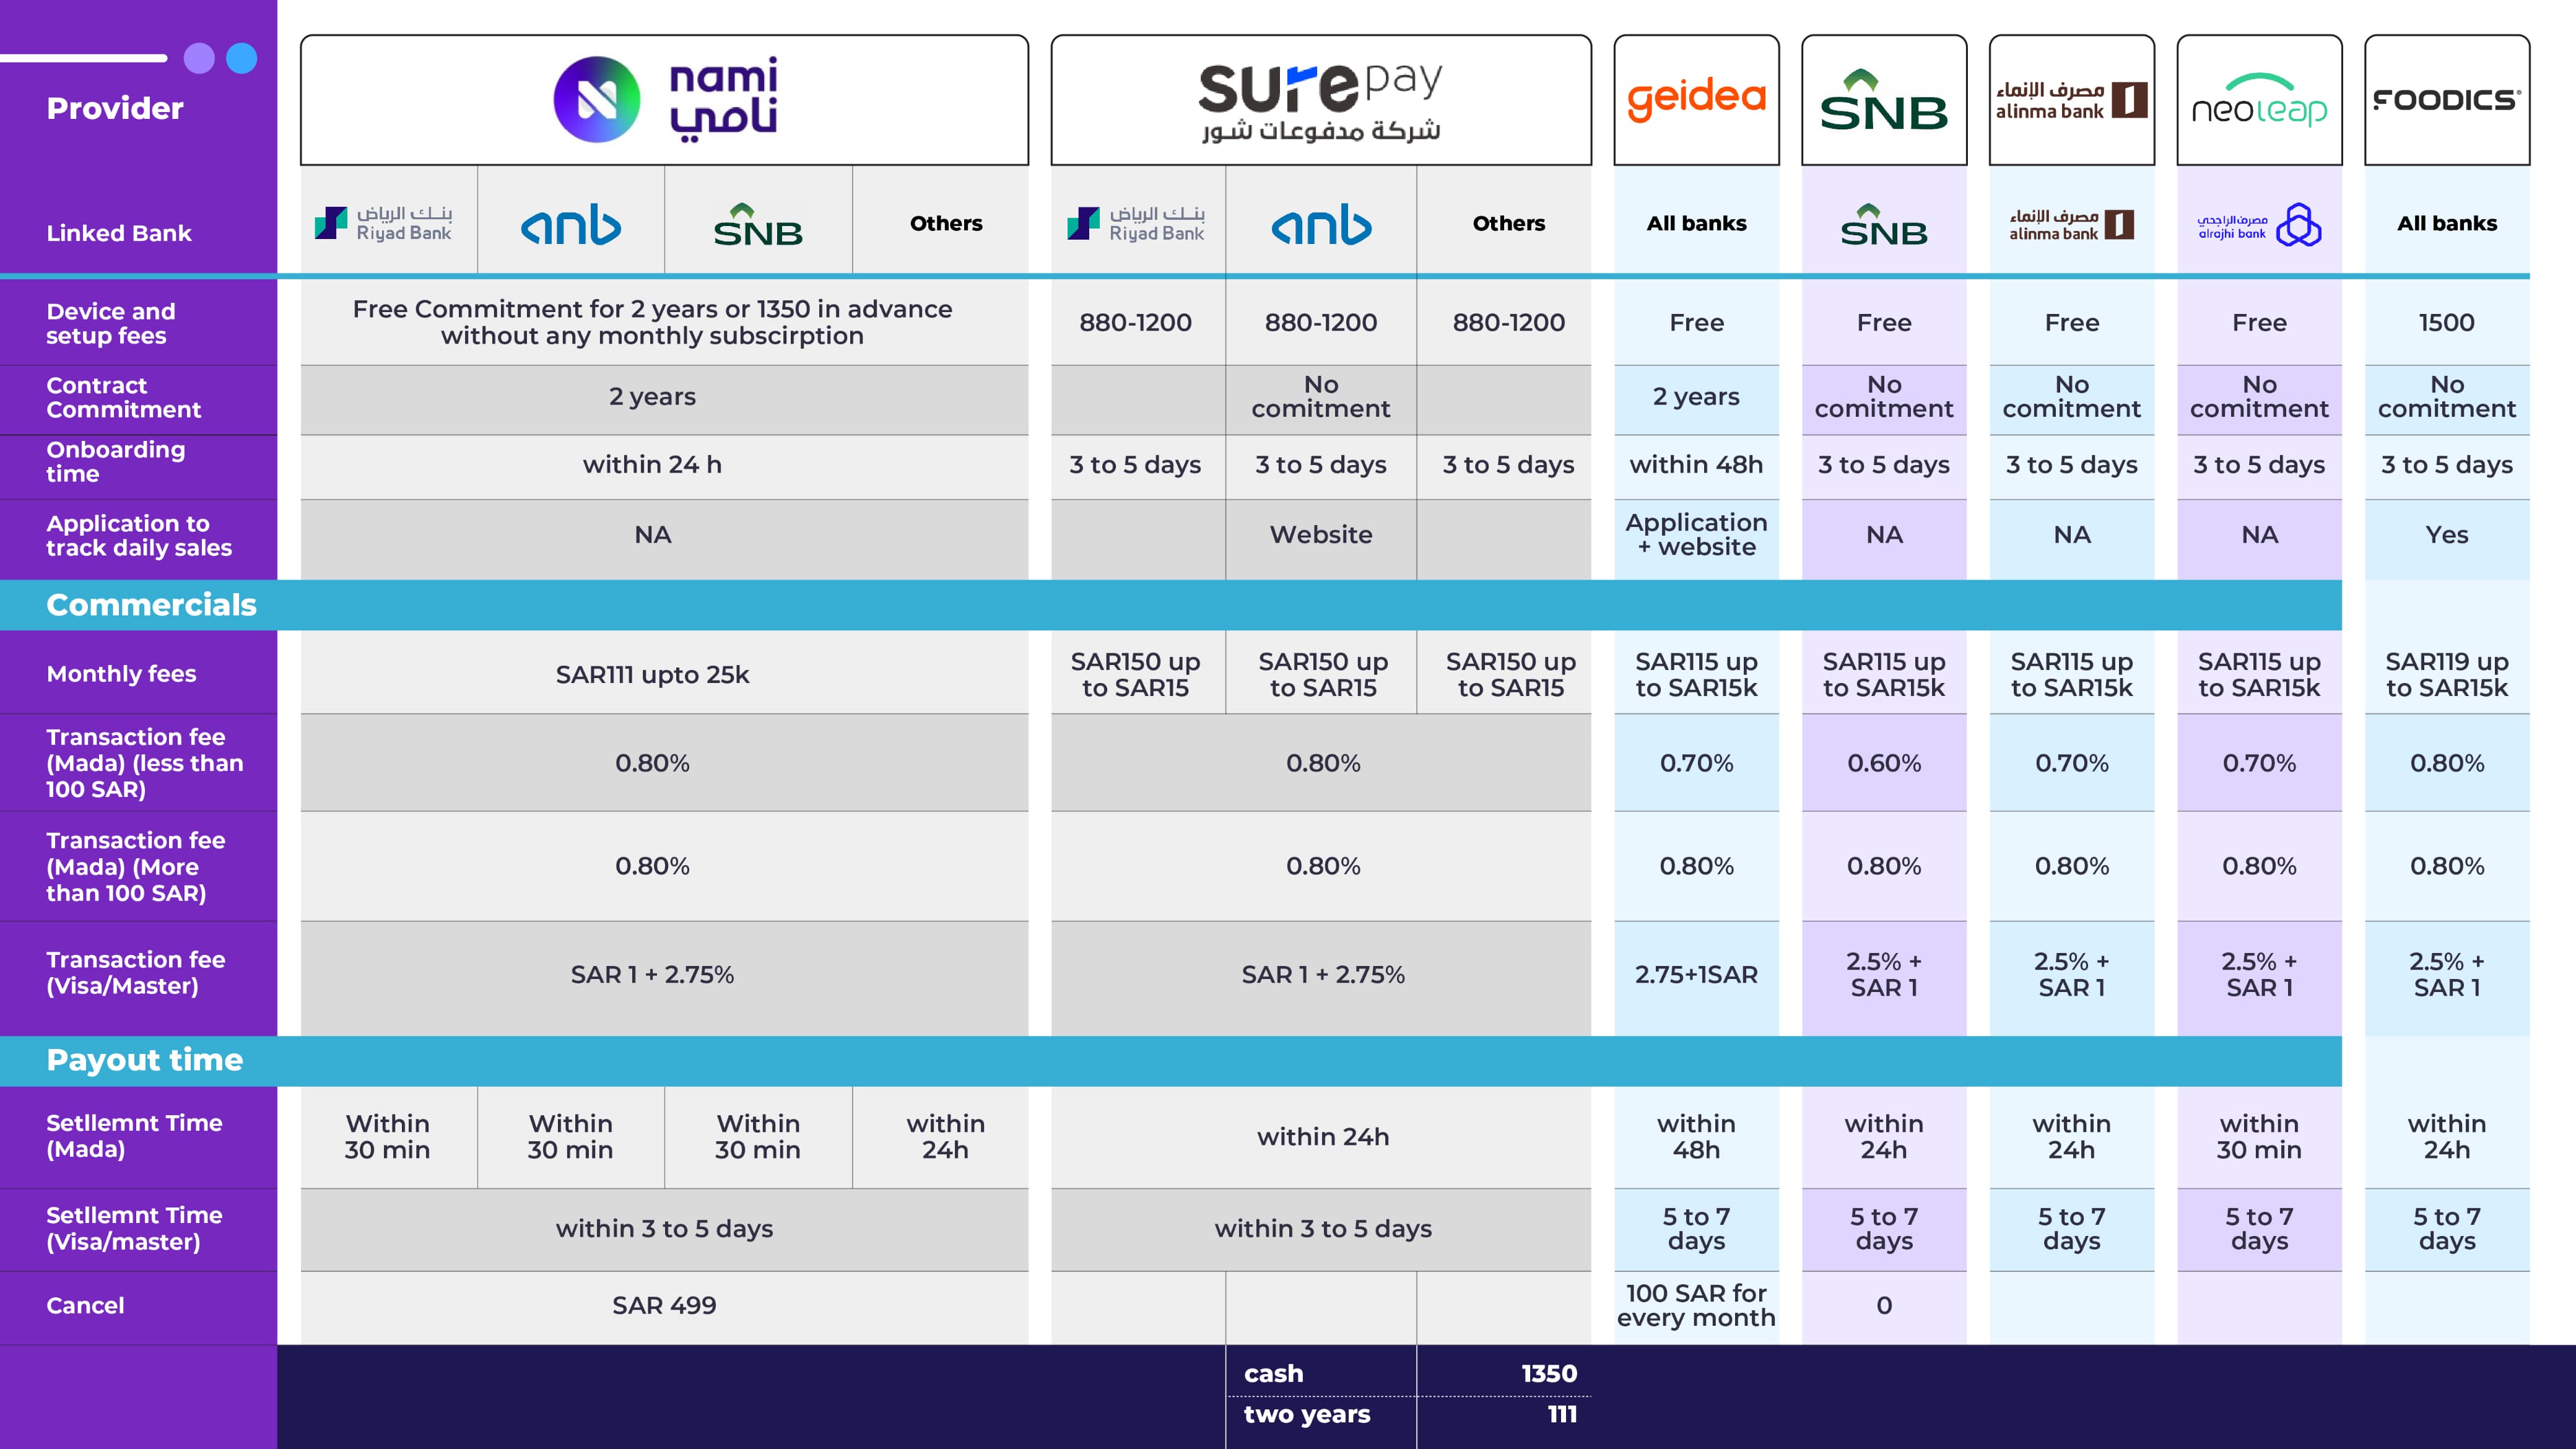 Provider
nami
نامي
surepay
شركة مدفوعات شور
geidea
SNB
مصرف الإنماء
alinma bank
neoleap
FOODICS
Linked Bank
بنك الرياض
Riyad Bank
anb
SNB
Others
بنك الرياض
Riyad Bank
anb
Others
All banks
SNB
مصرف الإنماء
alinma bank
مصرف الراجحي
alrajhi bank
All banks
Device and
setup fees
Free Commitment for 2 years or 1350 in advance
without any monthly subscirption
880-1200
880-1200
880-1200
Free
Free
Free
Free
1500
Contract
Commitment
2 years
No
comitment
2 years
No
comitment
No
comitment
No
comitment
No
comitment
Onboarding
time
within 24 h
3 to 5 days
3 to 5 days
3 to 5 days
within 48h
3 to 5 days
3 to 5 days
3 to 5 days
3 to 5 days
Application to
track daily sales
NA
Website
Application
+ website
NA
NA
NA
Yes
Commercials
Monthly fees
SAR111 upto 25k
SAR150 up
to SAR15
SAR150 up
to SAR15
SAR150 up
to SAR15
SAR115 up
to SAR15k
SAR115 up
to SAR15k
SAR115 up
to SAR15k
SAR115 up
to SAR15k
SAR119 up
to SAR15k
Transaction fee
(Mada) (less than
100 SAR)
0.80%
0.80%
0.70%
0.60%
0.70%
0.70%
0.80%
Transaction fee
(Mada) (More
than 100 SAR)
0.80%
0.80%
0.80%
0.80%
0.80%
0.80%
0.80%
Transaction fee
(Visa/Master)
SAR 1 + 2.75%
SAR 1 + 2.75%
2.75+1SAR
2.5% +
SAR 1
2.5% +
SAR 1
2.5% +
SAR 1
2.5% +
SAR 1
Payout time
Setllemnt Time
(Mada)
Within
30 min
Within
30 min
Within
30 min
within
24h
within 24h
within
48h
within
24h
within
24h
within
30 min
within
24h
Setllemnt Time
(Visa/master)
within 3 to 5 days
within 3 to 5 days
5 to 7
days
5 to 7
days
5 to 7
days
5 to 7
days
5 to 7
days
Cancel
SAR 499
100 SAR for
every month
0
cash 1350
two years 111